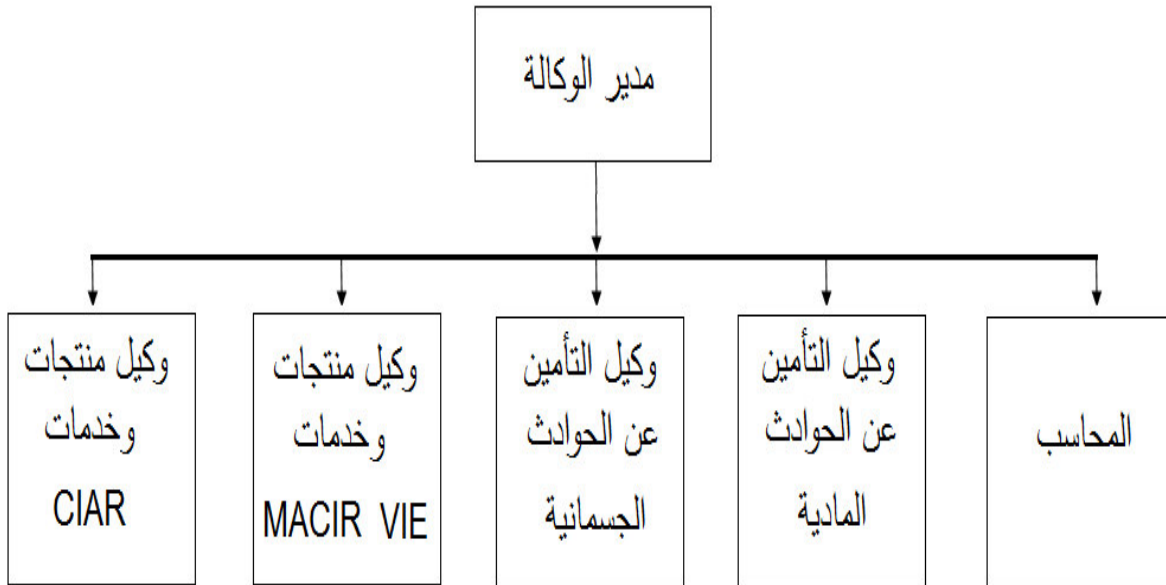 مدير الوكالة
المحاسب
وكيل التأمين
عن الحوادث
المادية
وكيل التأمين
عن الحوادث
الجسمانية
وكيل منتجات
وخدمات
MACIR VIE
وكيل منتجات
وخدمات
CIAR